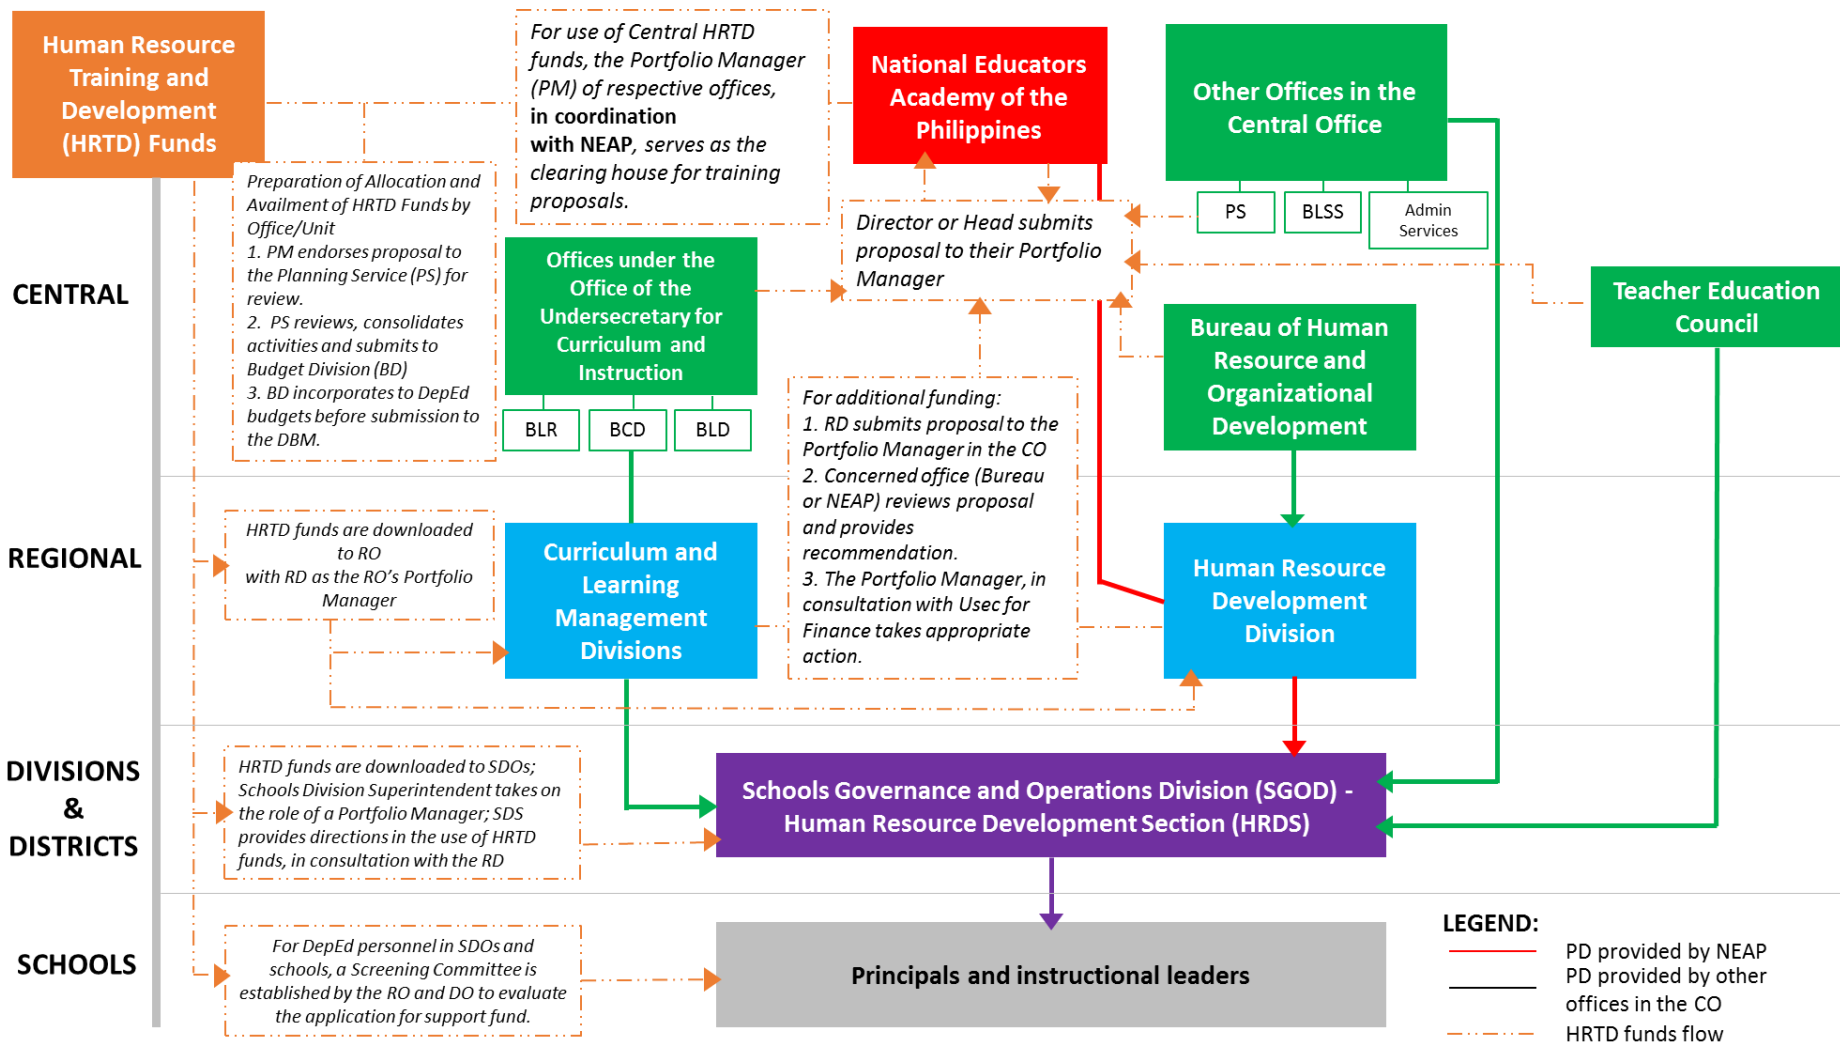 Human Resource
Training and
Development
(HRTD) Funds
For use of Central HRTD
funds, the Portfolio Manager
(PM) of respective offices,
in coordination
with NEAP, serves as the
clearing house for training
proposals.
National Educators
Academy of the
Philippines
Other Offices in the
Central Office
PS
BLSS
Admin
Services
Preparation of Allocation and
Availment of HRTD Funds by
Office/Unit
1. PM endorses proposal to
the Planning Service (PS) for
review.
2. PS reviews, consolidates
activities and submits to
Budget Division (BD)
3. BD incorporates to DepEd
budgets before submission to
the DBM.
Director or Head submits
proposal to their Portfolio
Manager
CENTRAL
Offices under the
Office of the
Undersecretary for
Curriculum and
Instruction
BLR
BCD
BLD
Bureau of Human
Resource and
Organizational
Development
Teacher Education
Council
For additional funding:
1. RD submits proposal to the
Portfolio Manager in the CO
2. Concerned office (Bureau
or NEAP) reviews proposal
and provides
recommendation.
3. The Portfolio Manager, in
consultation with Usec for
Finance takes appropriate
action.
REGIONAL
HRTD funds are downloaded
to RO
with RD as the RO’s Portfolio
Manager
Curriculum and
Learning
Management
Divisions
Human Resource
Development
Division
DIVISIONS
&
DISTRICTS
HRTD funds are downloaded to SDOs;
Schools Division Superintendent takes on
the role of a Portfolio Manager; SDS
provides directions in the use of HRTD
funds, in consultation with the RD
Schools Governance and Operations Division (SGOD) -
Human Resource Development Section (HRDS)
SCHOOLS
For DepEd personnel in SDOs and
schools, a Screening Committee is
established by the RO and DO to evaluate
the application for support fund.
Principals and instructional leaders
LEGEND:
PD provided by NEAP
PD provided by other
offices in the CO
HRTD funds flow